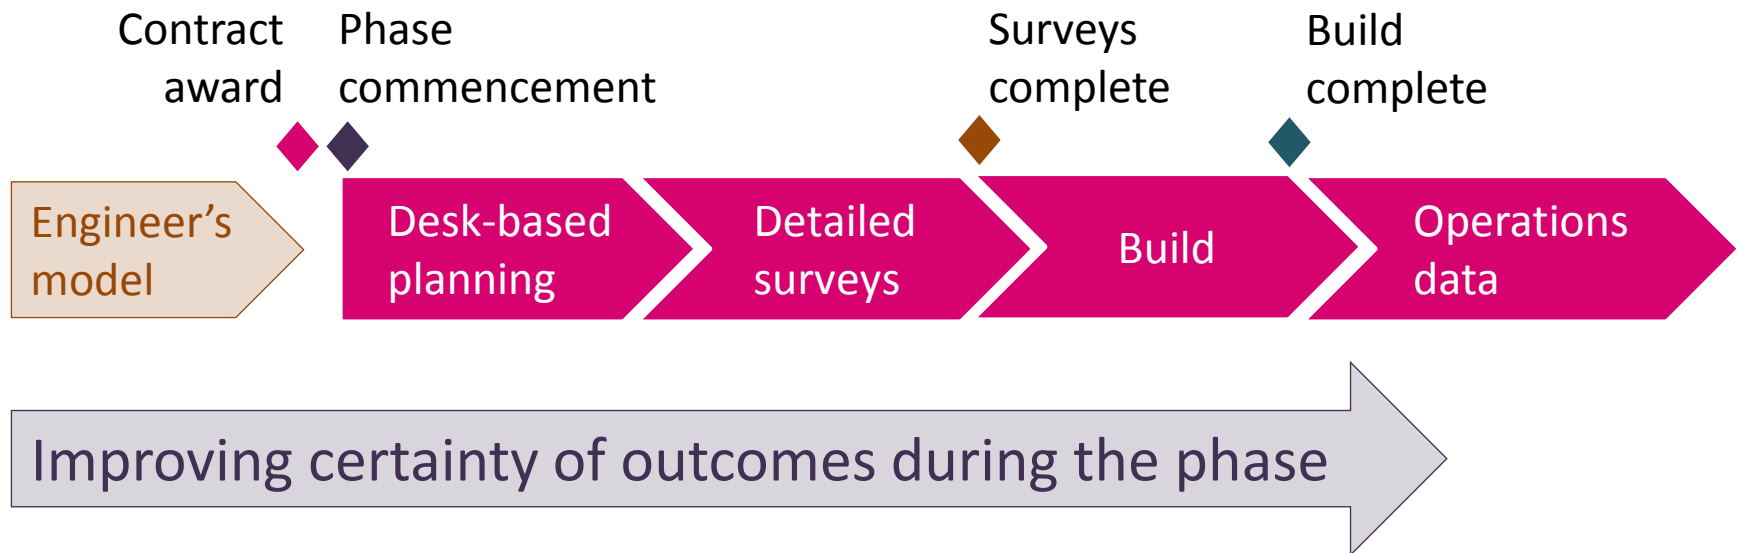 Contract
award
Phase
commencement
Surveys
complete
Build
complete
Engineer’s
model
Desk-based
planning
Detailed
surveys
Build
Operations
data
Improving certainty of outcomes during the phase